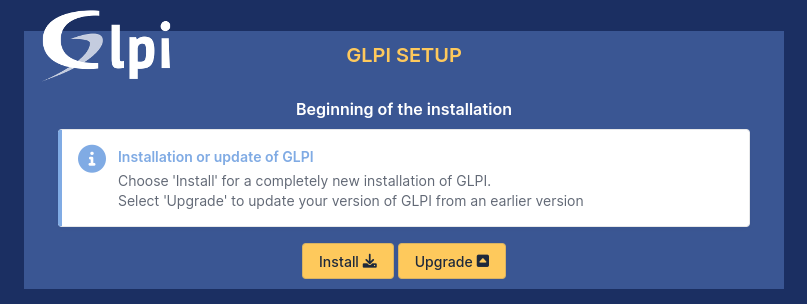 Glpi
GLPI SETUP
Beginning of the installation
Installation or update of GLPI
Choose 'Install' for a completely new installation of GLPI.
Select 'Upgrade' to update your version of GLPI from an earlier version
Install
Upgrade